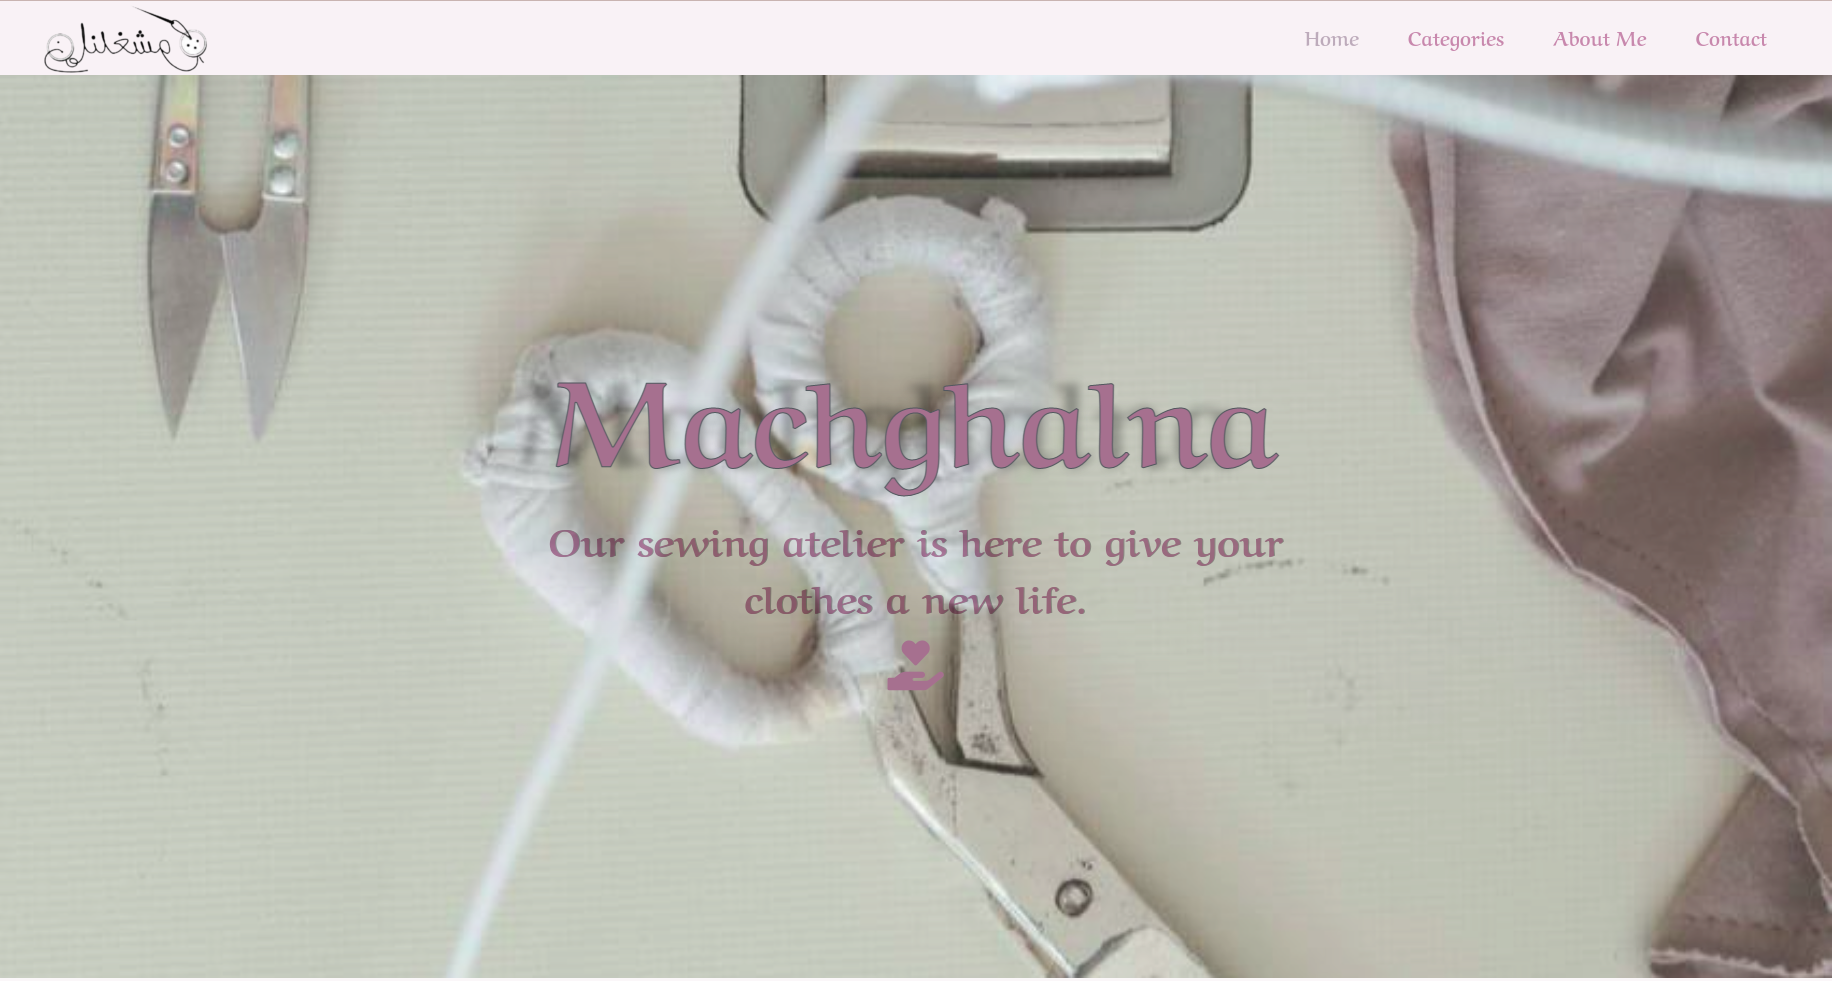 مشغلنا
Home
Categories
About Me
Contact
Machghalna
Our sewing atelier is here to give your
clothes a new life.